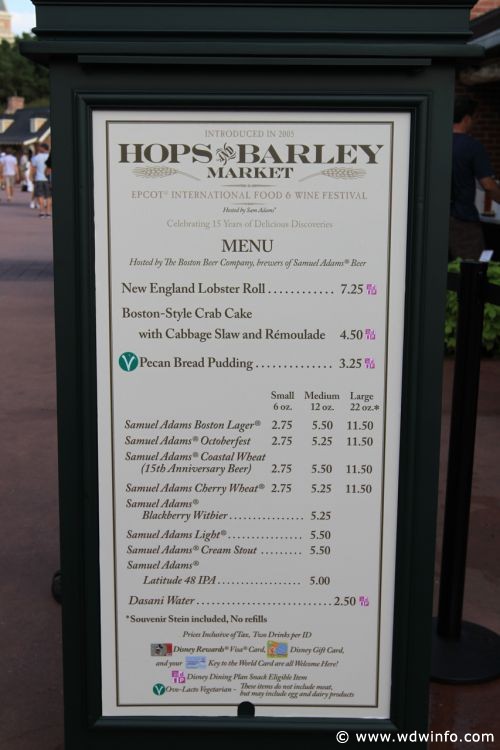 INTRODUCED IN 2005
HOPS and BARLEY
MARKET
EPCOT® INTERNATIONAL FOOD & WINE FESTIVAL
Hosted by Sam Adams®
Celebrating 15 Years of Delicious Discoveries
MENU
Hosted by The Boston Beer Company, brewers of Samuel Adams® Beer
New England Lobster Roll ............ 7.25
Boston-Style Crab Cake
with Cabbage Slaw and Rémoulade 4.50
V Pecan Bread Pudding .............. 3.25
Small Medium Large
6 oz. 12 oz. 22 oz.*
Samuel Adams Boston Lager® 2.75 5.50 11.50
Samuel Adams® Octoberfest 2.75 5.25 11.50
Samuel Adams® Coastal Wheat
(15th Anniversary Beer) 2.75 5.50 11.50
Samuel Adams Cherry Wheat® 2.75 5.25 11.50
Samuel Adams®
Blackberry Witbier ................ 5.25
Samuel Adams Light® ................ 5.50
Samuel Adams® Cream Stout ......... 5.50
Samuel Adams®
Latitude 48 IPA .................. 5.00
Dasani Water ............................. 2.50
*Souvenir Stein included, No refills
Prices Inclusive of Tax, Two Drinks per ID
Disney Rewards® Visa® Card, Disney Gift Card,
and your Key to the World Card are all Welcome Here!
Disney Dining Plan Snack Eligible Item
V Ovo-Lacto Vegetarian - These items do not include meat,
but may include egg and dairy products
© www.wdwinfo.com